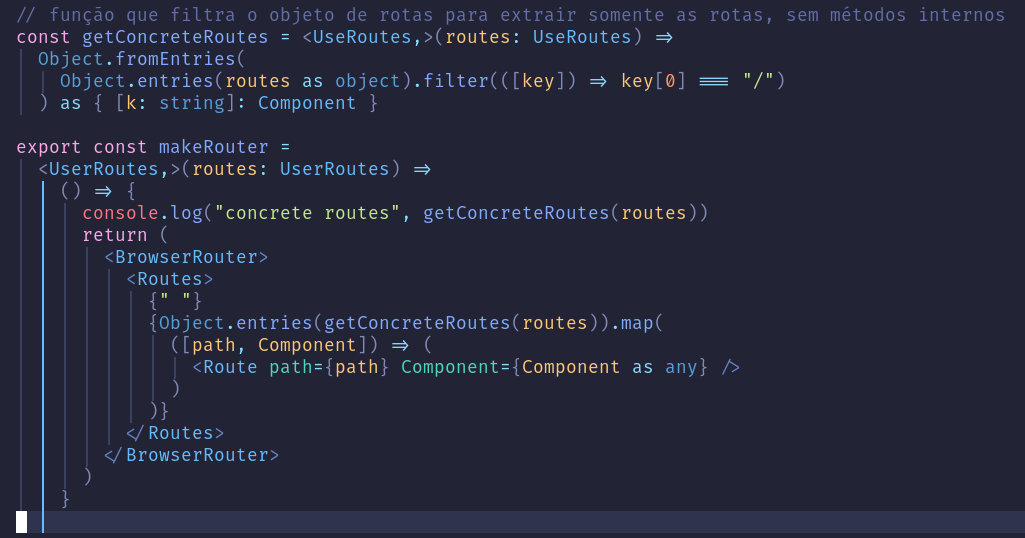 // função que filtra o objeto de rotas para extrair somente as rotas, sem métodos internos
const getConcreteRoutes = <UseRoutes,>(routes: UseRoutes) =>
  Object.fromEntries(
    Object.entries(routes as object).filter(([key]) => key[0] === "/")
  ) as { [k: string]: Component }

export const makeRouter =
  <UserRoutes,>(routes: UserRoutes) =>
    () => {
      console.log("concrete routes", getConcreteRoutes(routes))
      return (
        <BrowserRouter>
          <Routes>
            {" "}
            {Object.entries(getConcreteRoutes(routes)).map(
              ([path, Component]) => (
                <Route path={path} Component={Component as any} />
              )
            )}
          </Routes>
        </BrowserRouter>
      )
    }